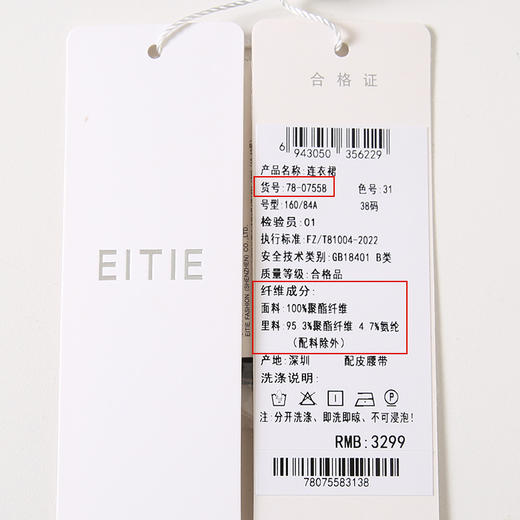 EITIE
EITIE FASHION (SHENZHEN) CO.,LTD.
合格证
6 943050 356229
产品名称:连衣裙
货号:78-07558 色号:31
号型:160/84A 38码
检验员:01
执行标准:FZ/T81004-2022
安全技术类别:GB18401 B类
质量等级:合格品
纤维成分:
面料:100%聚酯纤维
里料:95 3%聚酯纤维 4 7%氨纶
(配料除外)
产地:深圳 配皮腰带
洗涤说明:
P
注:分开洗涤、即洗即晾、不可浸泡!
RMB:3299
78075583138